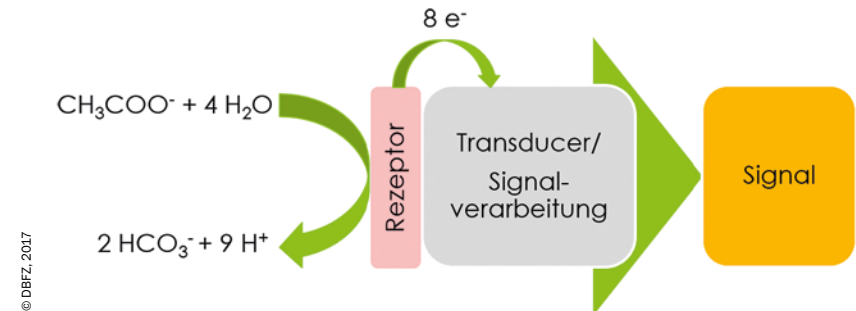 8 e⁻
CH₃COO⁻ + 4 H₂O
Rezeptor
Transducer/
Signal-
verarbeitung
Signal
2 HCO₃⁻ + 9 H⁺
© DBFZ, 2017